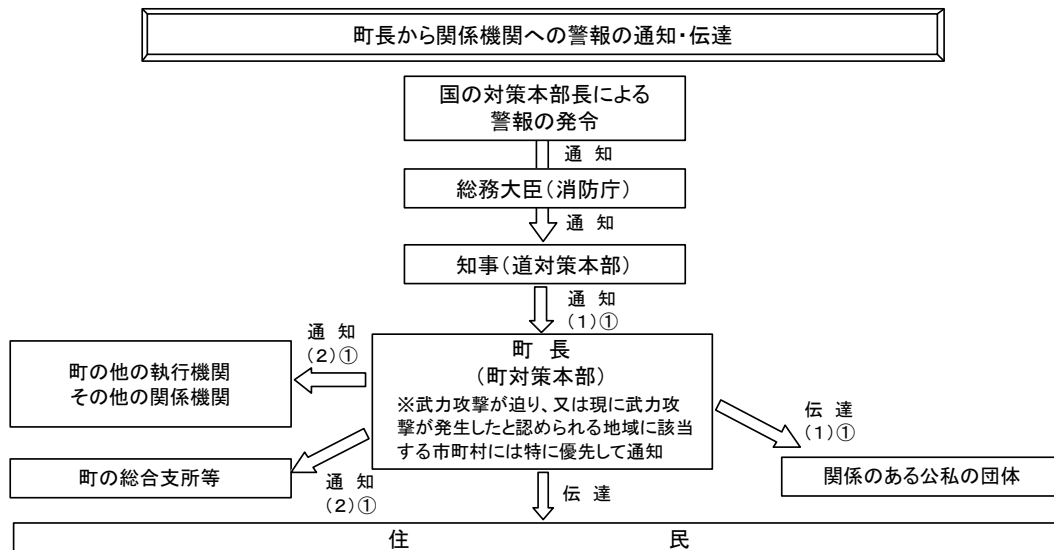 町長から関係機関への警報の通知・伝達
国の対策本部長による
警報の発令
通 知
総務大臣（消防庁）
通 知
知事（道対策本部）
通 知
（１）①
通 知
（２）①
町の他の執行機関
その他の関係機関
町 長
（町対策本部）
※武力攻撃が迫り、又は現に武力攻
撃が発生したと認められる地域に該当
する市町村には特に優先して通知
伝 達
（１）①
町の総合支所等
通 知
（２）①
関係のある公私の団体
伝 達
住 民